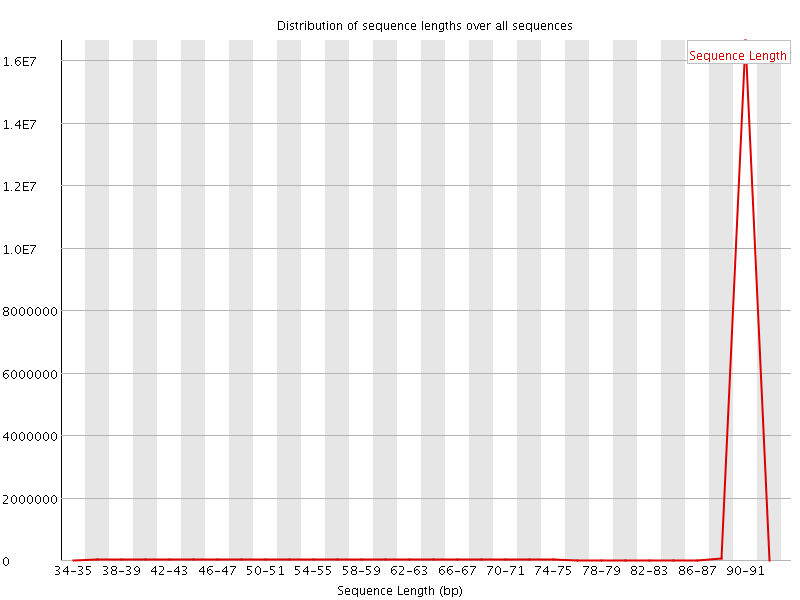 Distribution of sequence lengths over all sequences
Sequence Length
1.6E7
1.4E7
1.2E7
1.0E7
8000000
6000000
4000000
2000000
0
34-35 38-39 42-43 46-47 50-51 54-55 58-59 62-63 66-67 70-71 74-75 78-79 82-83 86-87 90-91
Sequence Length (bp)